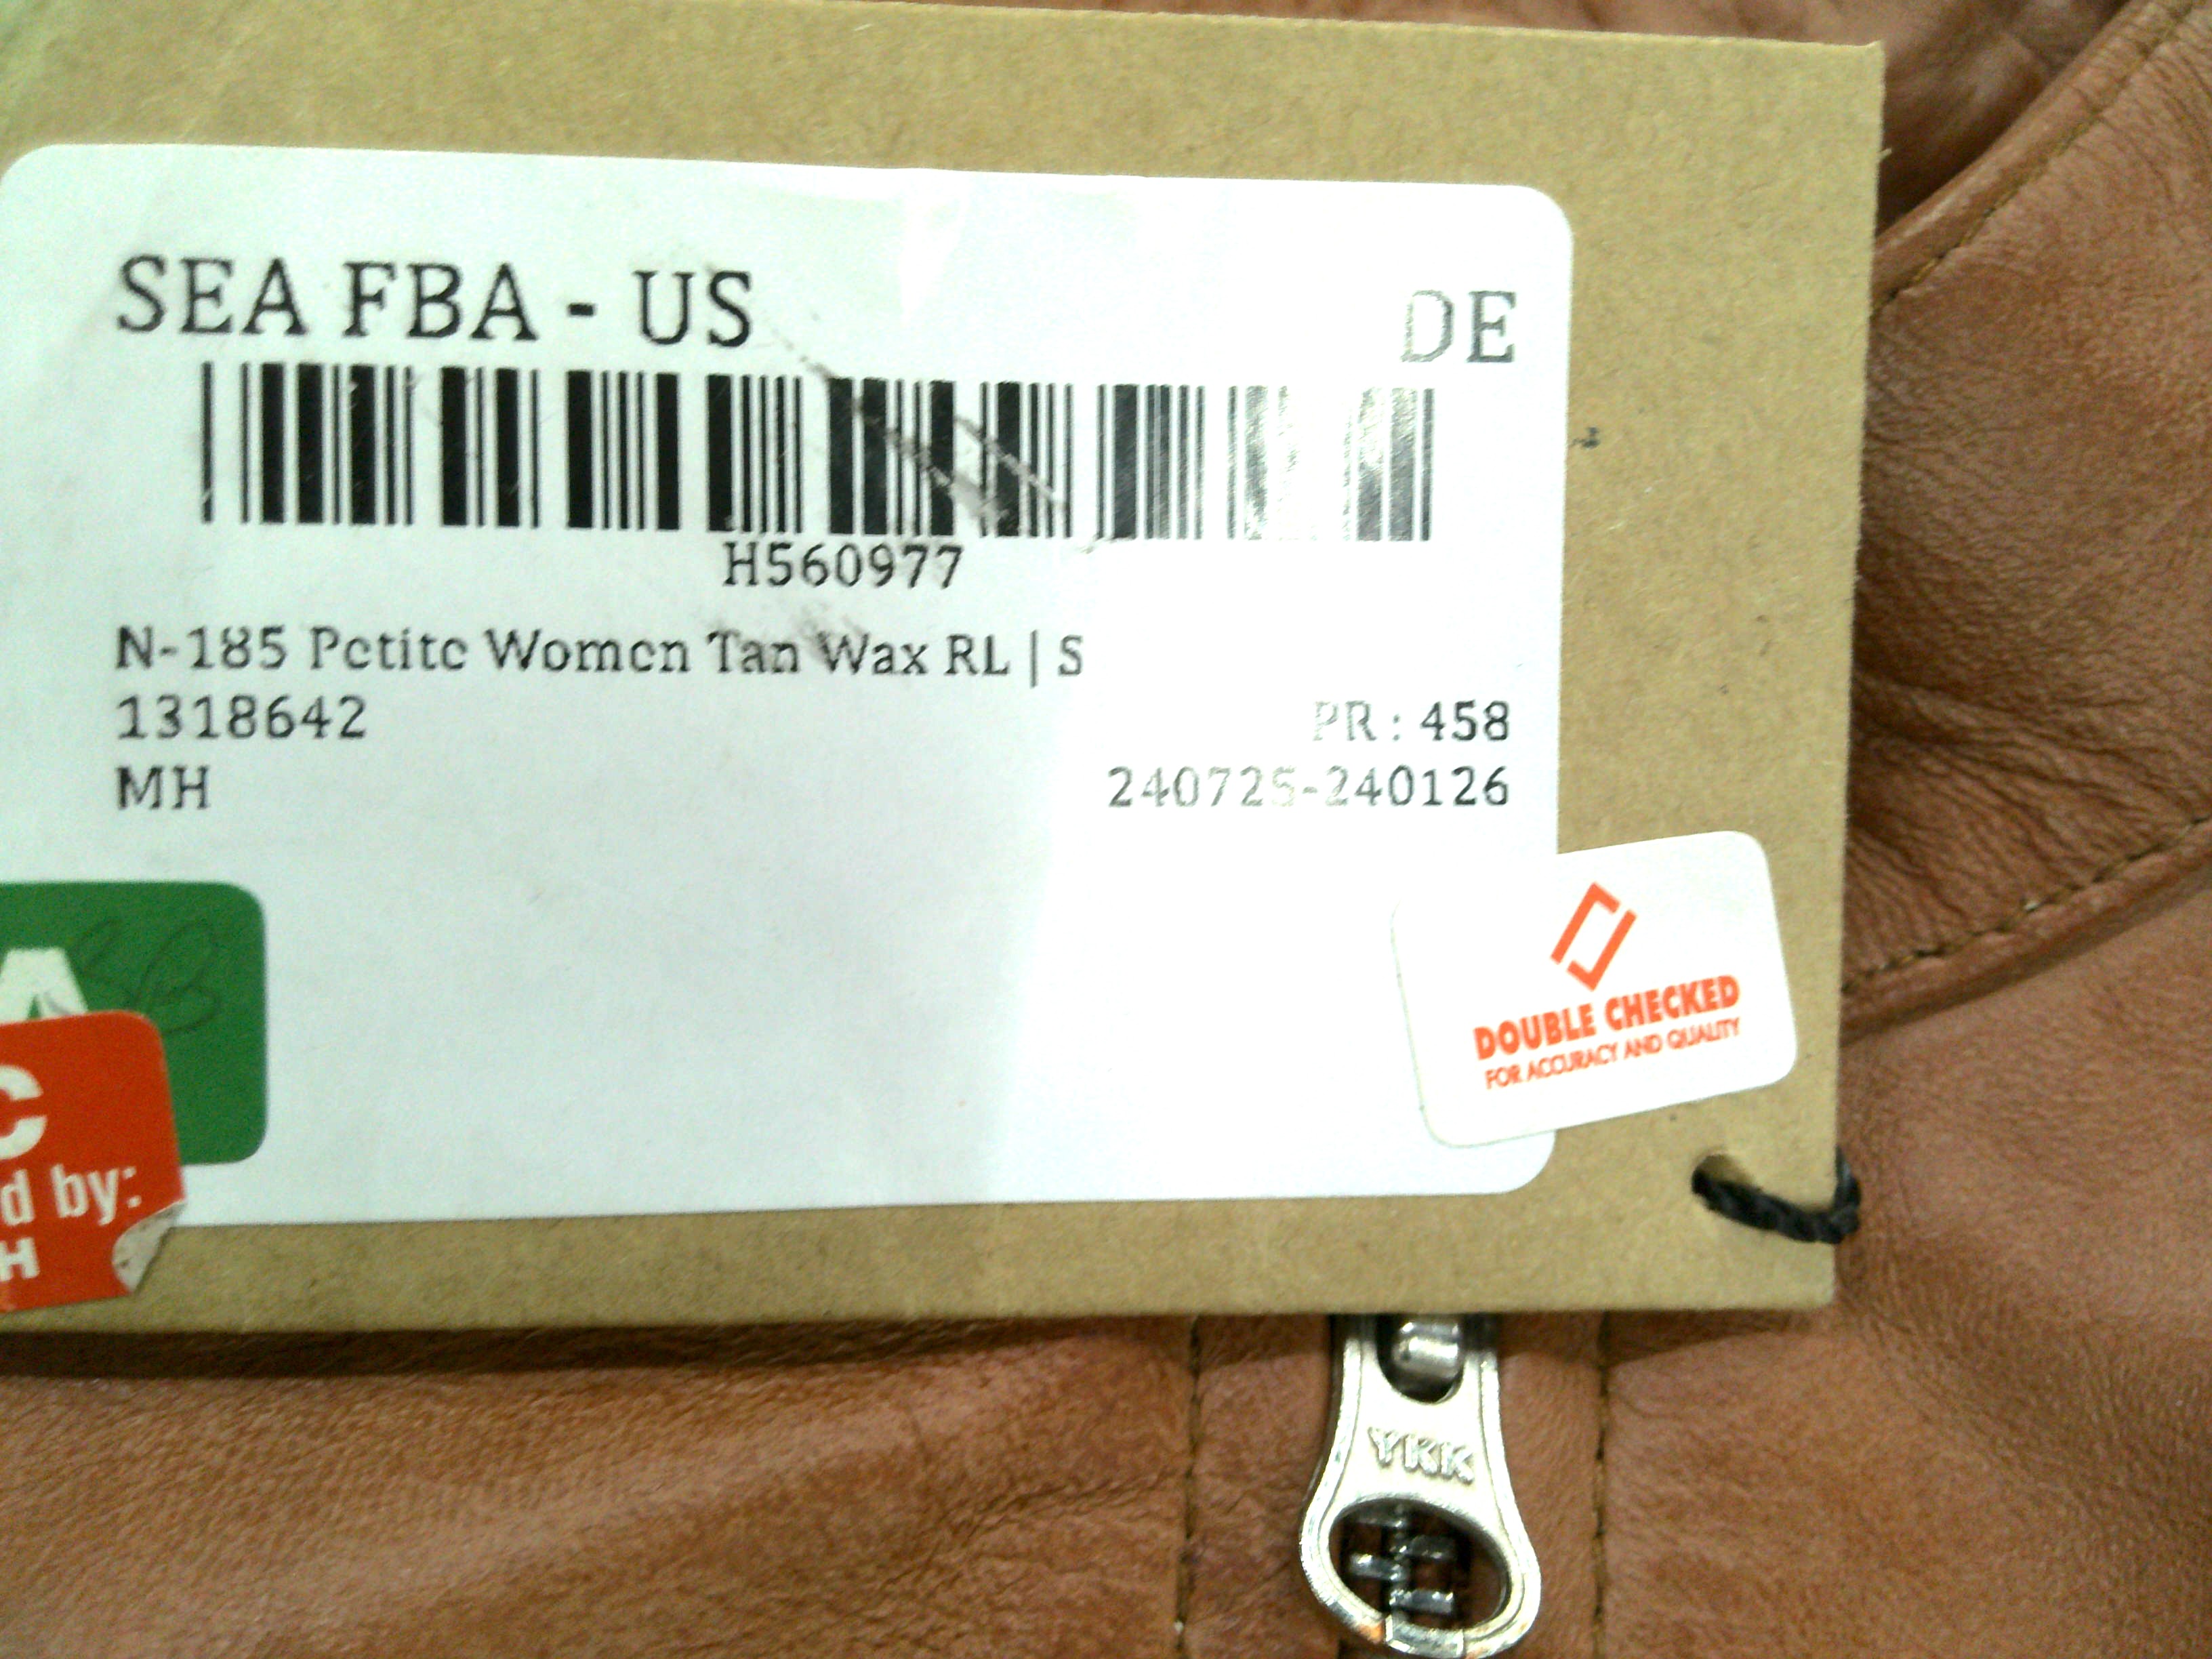 SEA FBA - US
DE
H560977
N-185 Petite Women Tan Wax RL | S
1318642
PR : 458
MH
240725-240126
A
C
d by:
H
DOUBLE CHECKED
FOR ACCURACY AND QUALITY
YKK